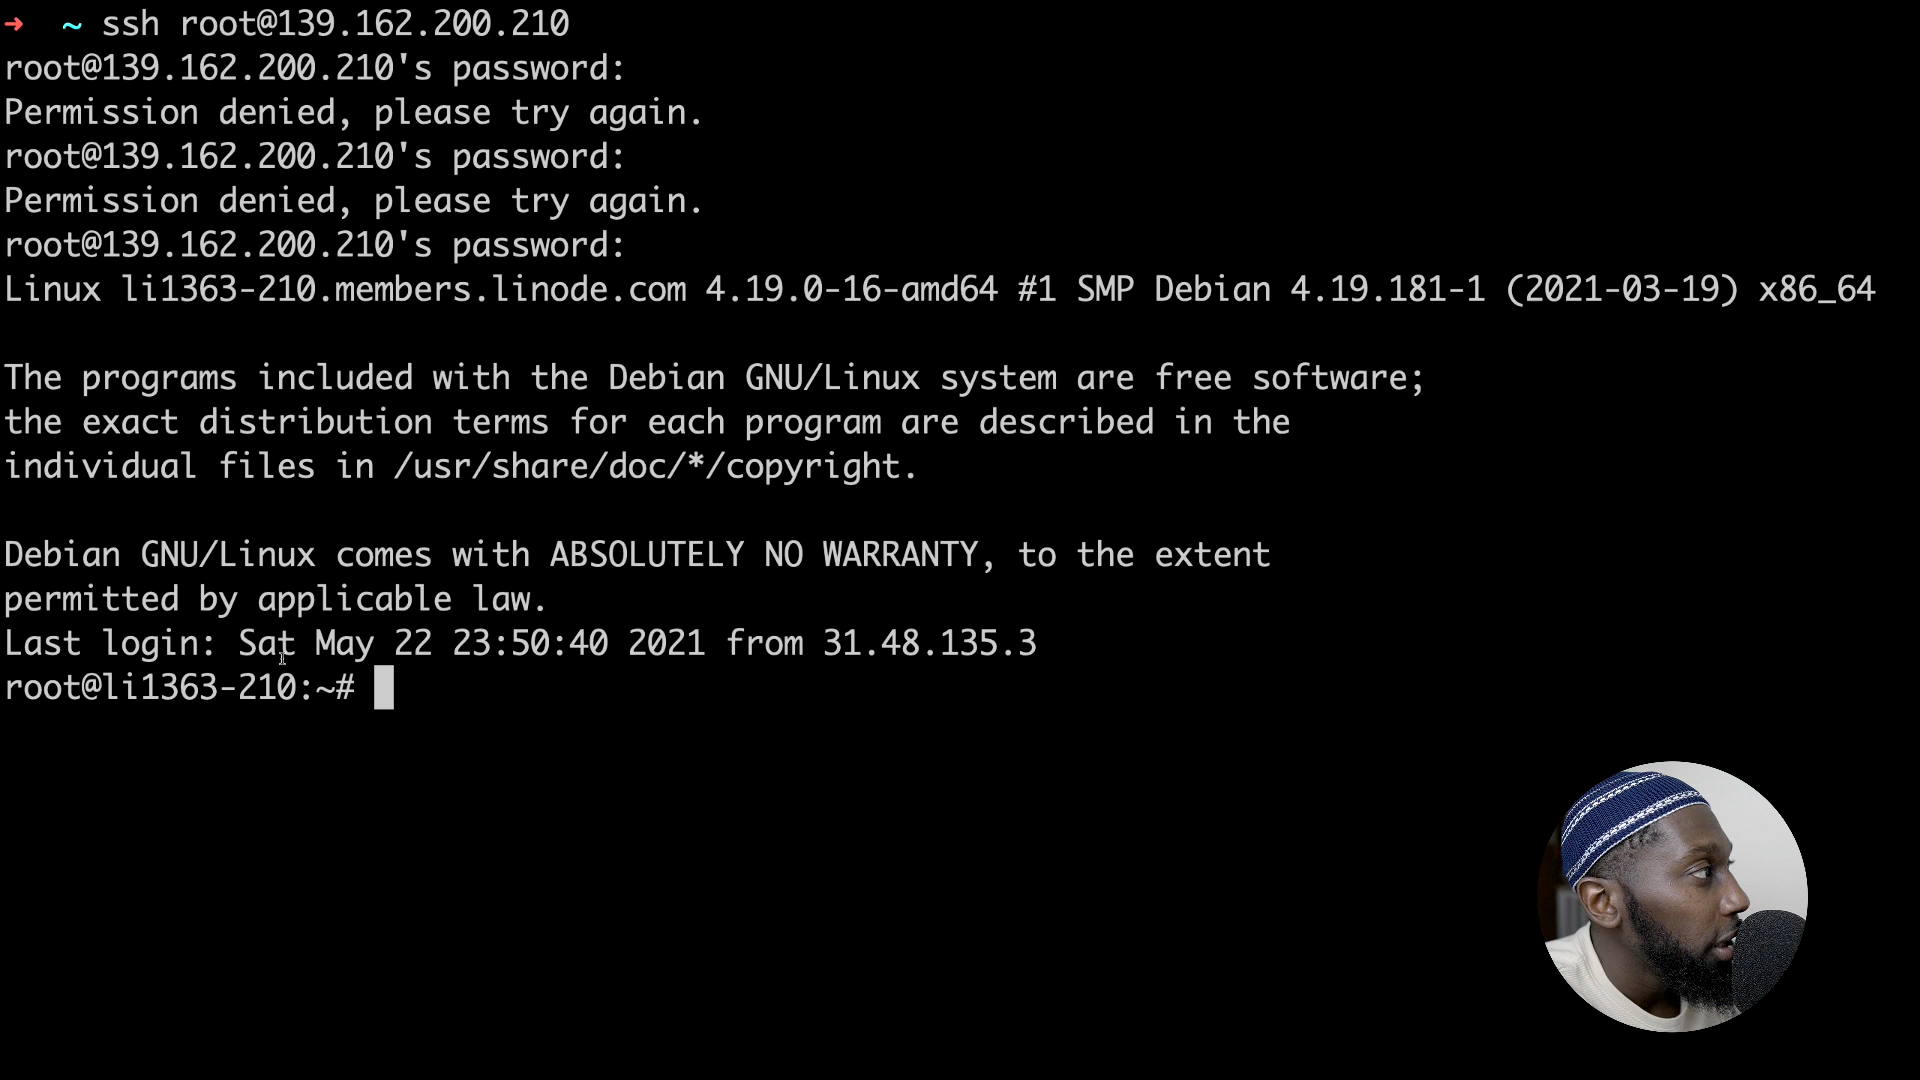 ➜ ~ ssh root@139.162.200.210
root@139.162.200.210's password:
Permission denied, please try again.
root@139.162.200.210's password:
Permission denied, please try again.
root@139.162.200.210's password:
Linux li1363-210.members.linode.com 4.19.0-16-amd64 #1 SMP Debian 4.19.181-1 (2021-03-19) x86_64
The programs included with the Debian GNU/Linux system are free software;
the exact distribution terms for each program are described in the
individual files in /usr/share/doc/*/copyright.
Debian GNU/Linux comes with ABSOLUTELY NO WARRANTY, to the extent
permitted by applicable law.
Last login: Sat May 22 23:50:40 2021 from 31.48.135.3
root@li1363-210:~#